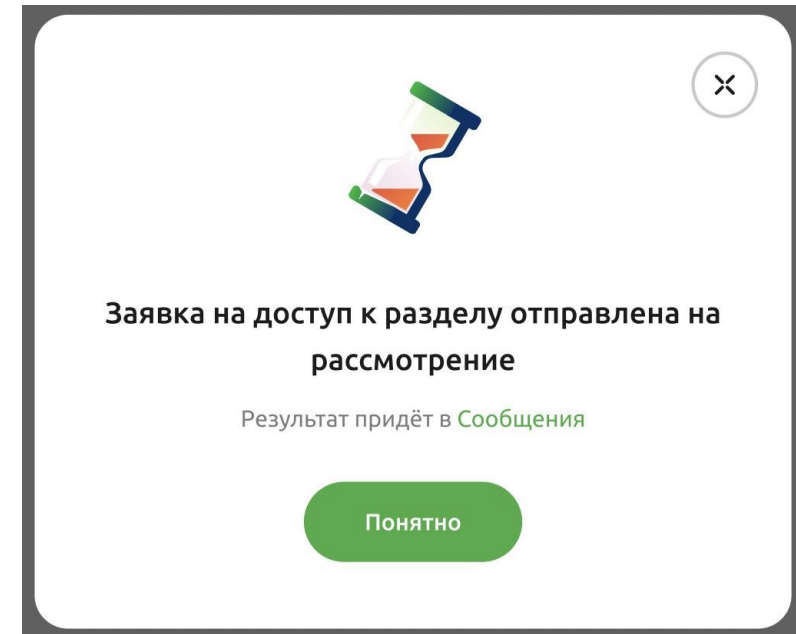 Заявка на доступ к разделу отправлена на
рассмотрение
Результат придёт в Сообщения
Понятно